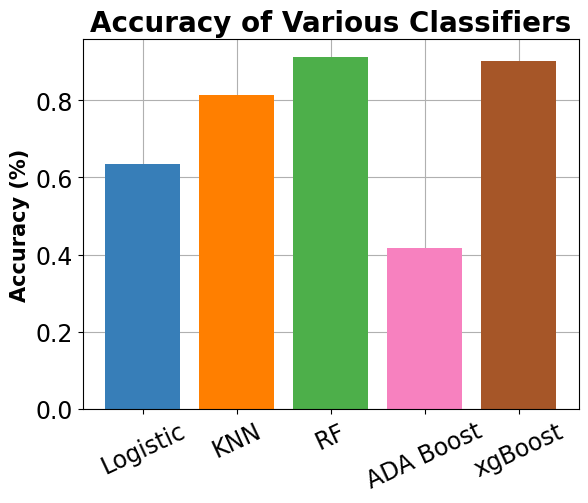 Accuracy of Various Classifiers
Accuracy (%)
0.8
0.6
0.4
0.2
0.0
Logistic
KNN
RF
ADA Boost
xgBoost